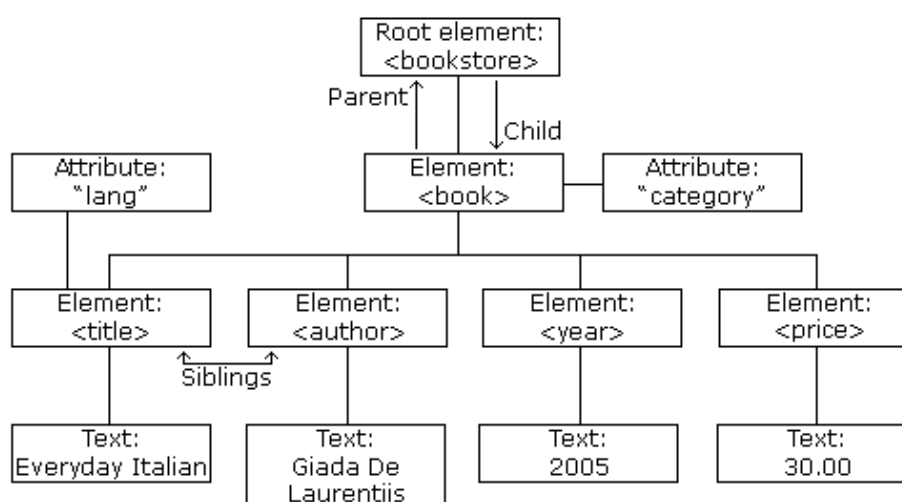 Root element:
<bookstore>
Parent
Child
Attribute:
“lang”
Element:
<book>
Attribute:
“category”
Element:
<title>
Element:
<author>
Element:
<year>
Element:
<price>
Siblings
Text:
Everyday Italian
Text:
Giada De
Laurentiis
Text:
2005
Text:
30.00